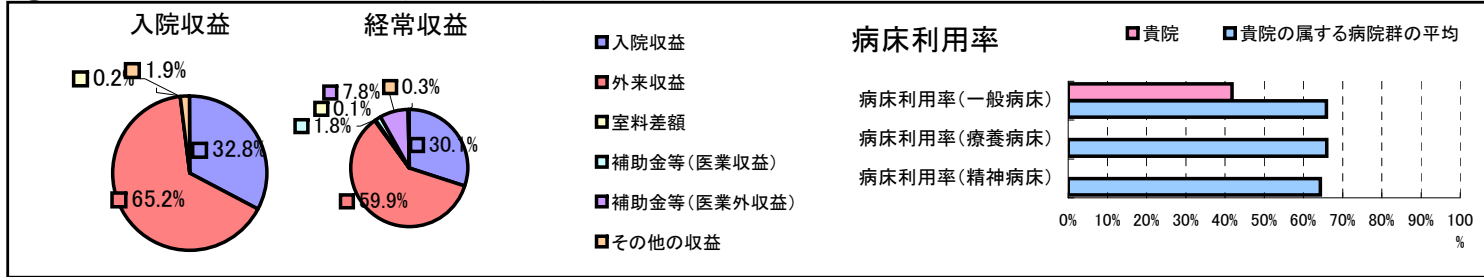 入院収益
0.2%
1.9%
32.8%
65.2%
経常収益
7.8%
0.3%
0.1%
1.8%
30.1%
59.9%
入院収益
外来収益
室料差額
補助金等(医業収益)
補助金等(医業外収益)
その他の収益
病床利用率
貴院 貴院の属する病院群の平均
病床利用率(一般病床)
病床利用率(療養病床)
病床利用率(精神病床)
0% 10% 20% 30% 40% 50% 60% 70% 80% 90% 100
%